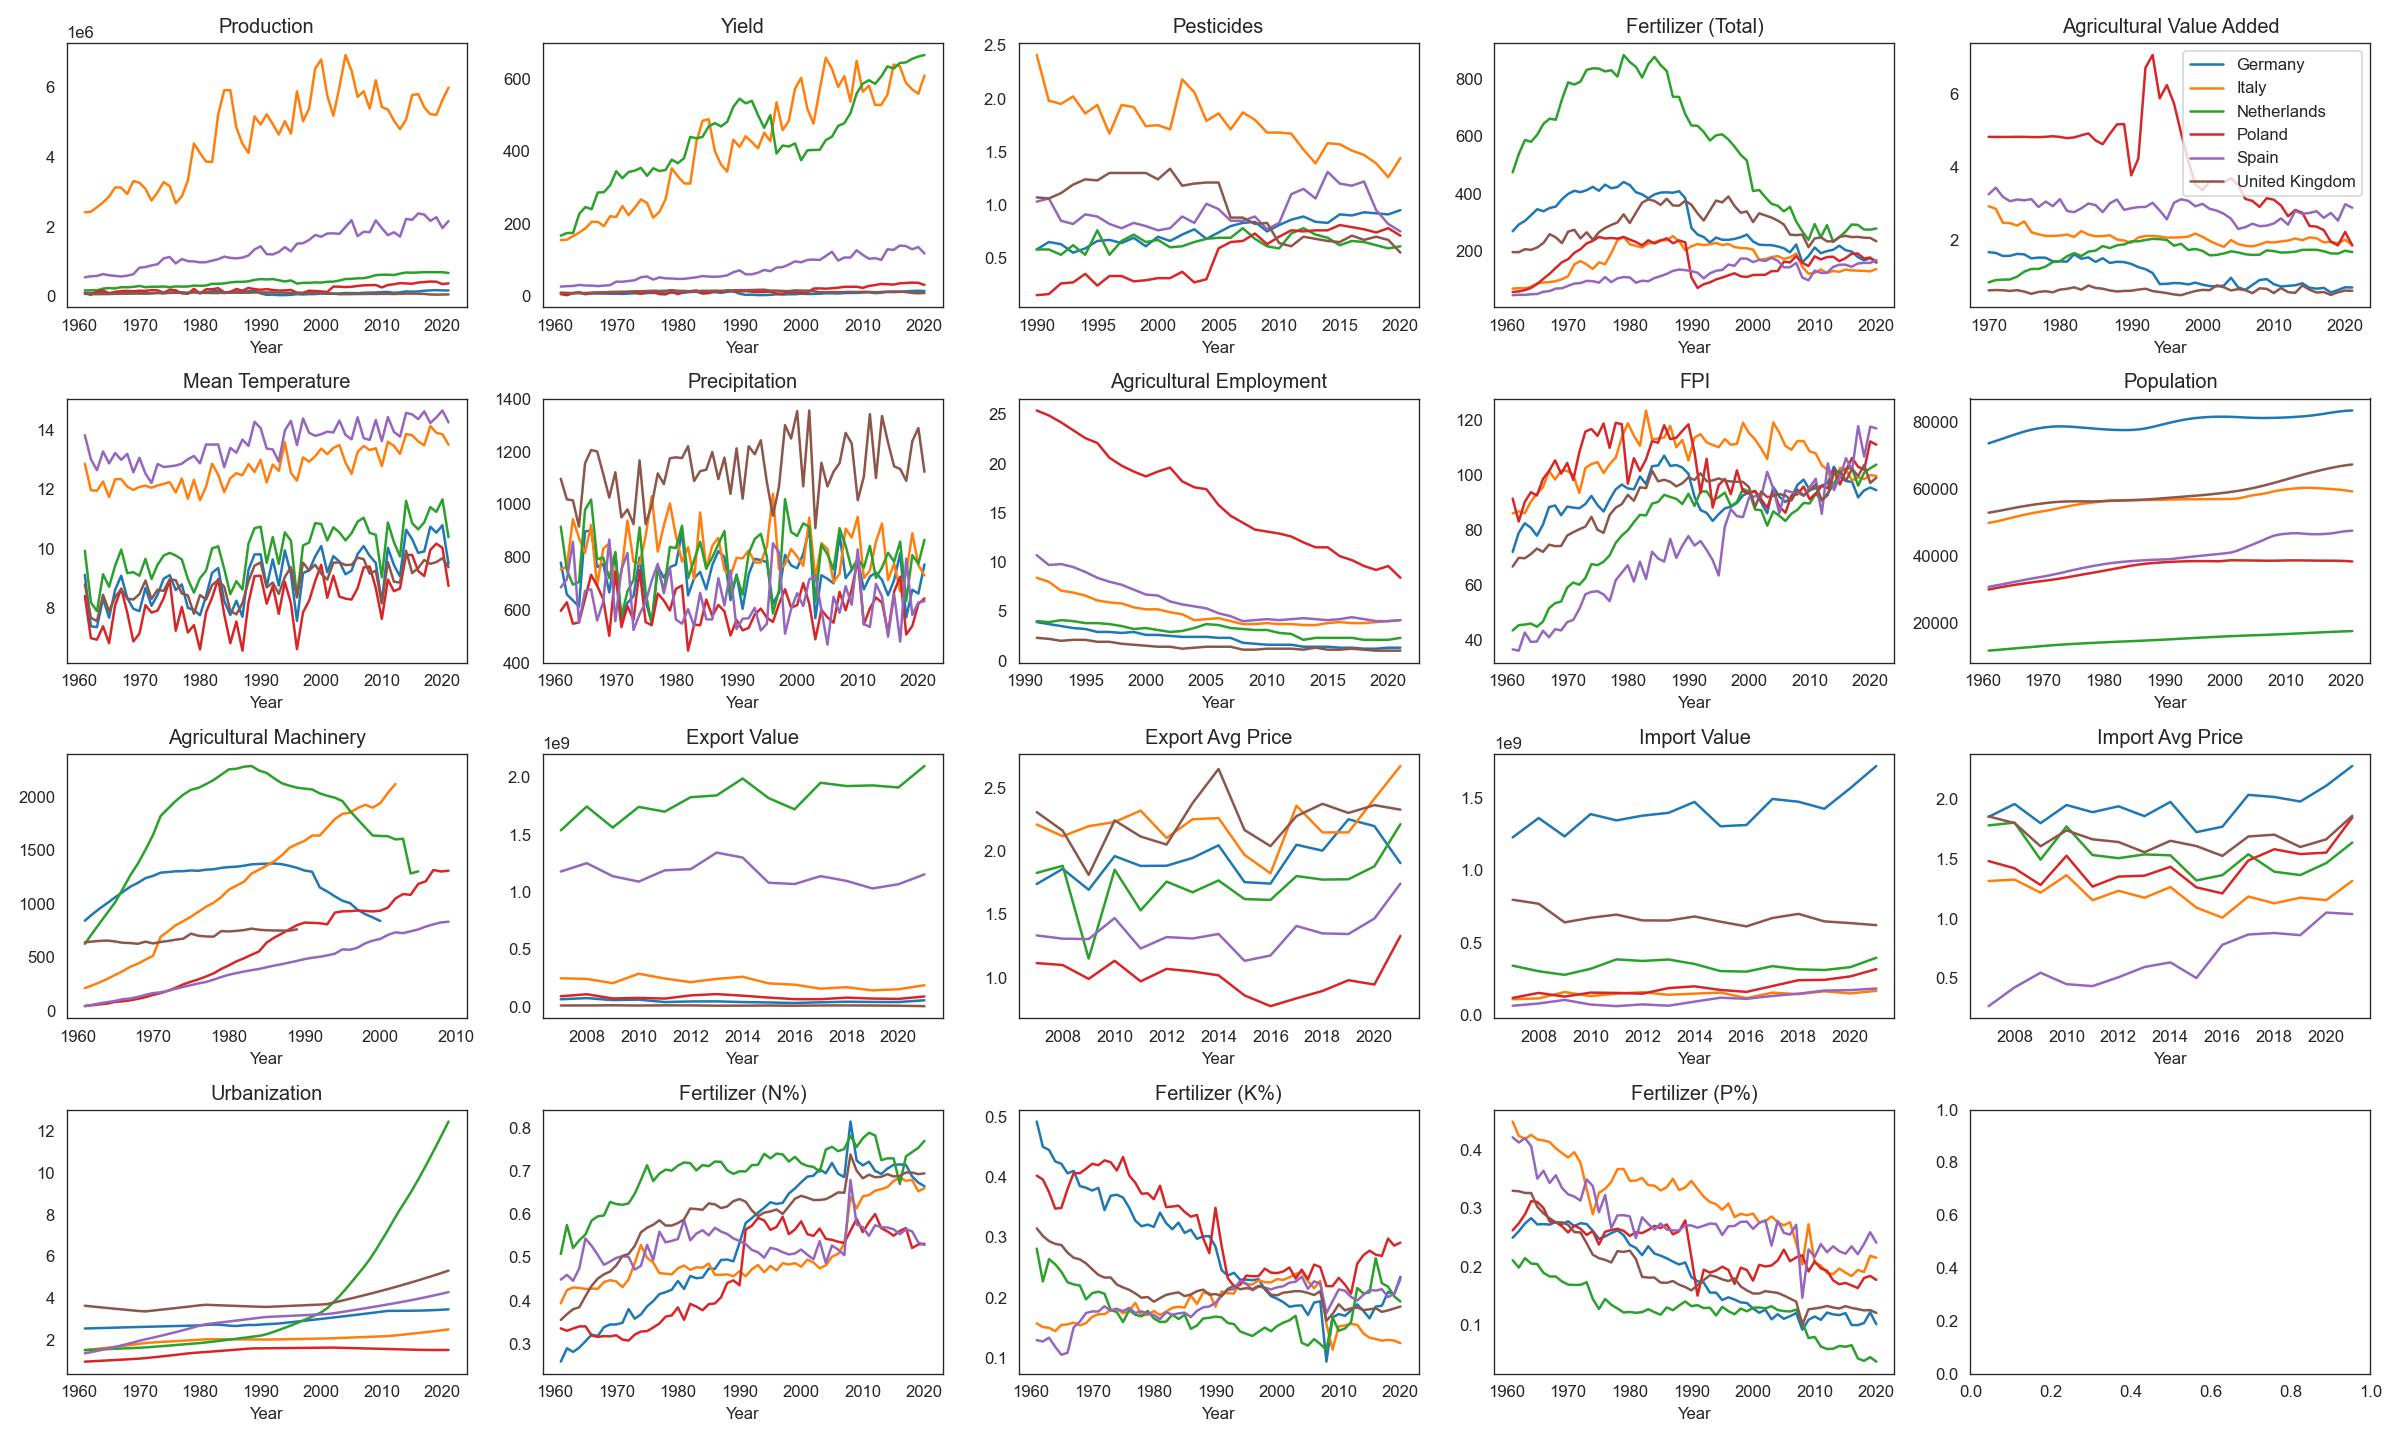 Production
1e6
6
4
2
0
1960 1970 1980 1990 2000 2010 2020
Year
Yield
600
400
200
0
1960 1970 1980 1990 2000 2010 2020
Year
Pesticides
2.5
2.0
1.5
1.0
0.5
1990 1995 2000 2005 2010 2015 2020
Year
Fertilizer (Total)
800
600
400
200
1960 1970 1980 1990 2000 2010 2020
Year
Agricultural Value Added
6
4
2
Germany
Italy
Netherlands
Poland
Spain
United Kingdom
1970 1980 1990 2000 2010 2020
Year
Mean Temperature
14
12
10
8
1960 1970 1980 1990 2000 2010 2020
Year
Precipitation
1400
1200
1000
800
600
400
1960 1970 1980 1990 2000 2010 2020
Year
Agricultural Employment
25
20
15
10
5
0
1990 1995 2000 2005 2010 2015 2020
Year
FPI
120
100
80
60
40
1960 1970 1980 1990 2000 2010 2020
Year
Population
80000
60000
40000
20000
1960 1970 1980 1990 2000 2010 2020
Year
Agricultural Machinery
2000
1500
1000
500
0
1960 1970 1980 1990 2000 2010
Year
Export Value
1e9
2.0
1.5
1.0
0.5
0.0
2008 2010 2012 2014 2016 2018 2020
Year
Export Avg Price
2.5
2.0
1.5
1.0
2008 2010 2012 2014 2016 2018 2020
Year
Import Value
1e9
1.5
1.0
0.5
0.0
2008 2010 2012 2014 2016 2018 2020
Year
Import Avg Price
2.0
1.5
1.0
0.5
2008 2010 2012 2014 2016 2018 2020
Year
Urbanization
12
10
8
6
4
2
1960 1970 1980 1990 2000 2010 2020
Year
Fertilizer (N%)
0.8
0.7
0.6
0.5
0.4
0.3
1960 1970 1980 1990 2000 2010 2020
Year
Fertilizer (K%)
0.5
0.4
0.3
0.2
0.1
1960 1970 1980 1990 2000 2010 2020
Year
Fertilizer (P%)
0.4
0.3
0.2
0.1
1960 1970 1980 1990 2000 2010 2020
Year
1.0
0.8
0.6
0.4
0.2
0.0
0.0 0.2 0.4 0.6 0.8 1.0